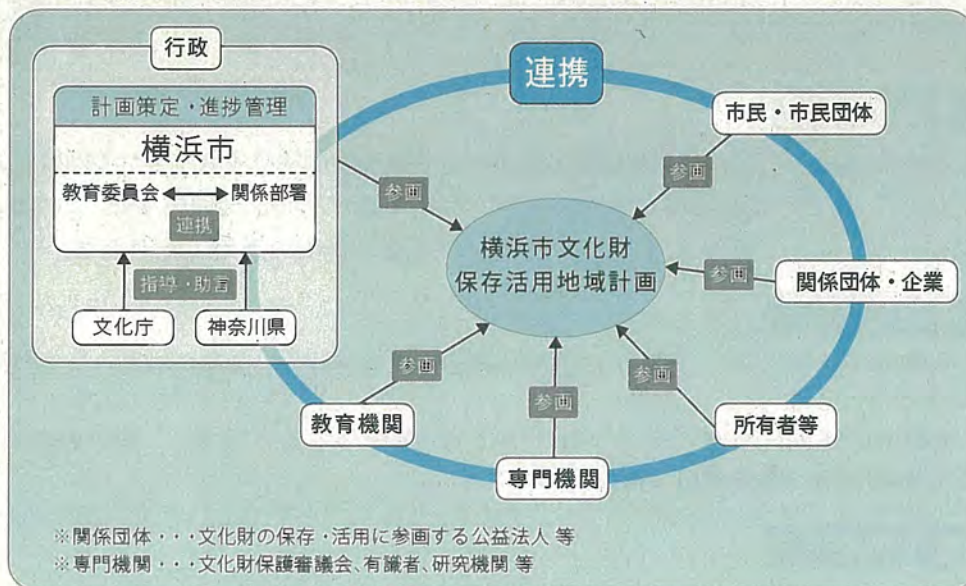 行政
計画策定・進捗管理
横浜市
教育委員会
関係部署
連携
指導・助言
文化庁
神奈川県
連携
参画
市民・市民団体
参画
横浜市文化財
保存活用地域計画
参画
関係団体・企業
参画
教育機関
参画
専門機関
参画
所有者等
※関係団体・・・文化財の保存・活用に参画する公益法人 等
※専門機関・・・文化財保護審議会、有識者、研究機関 等